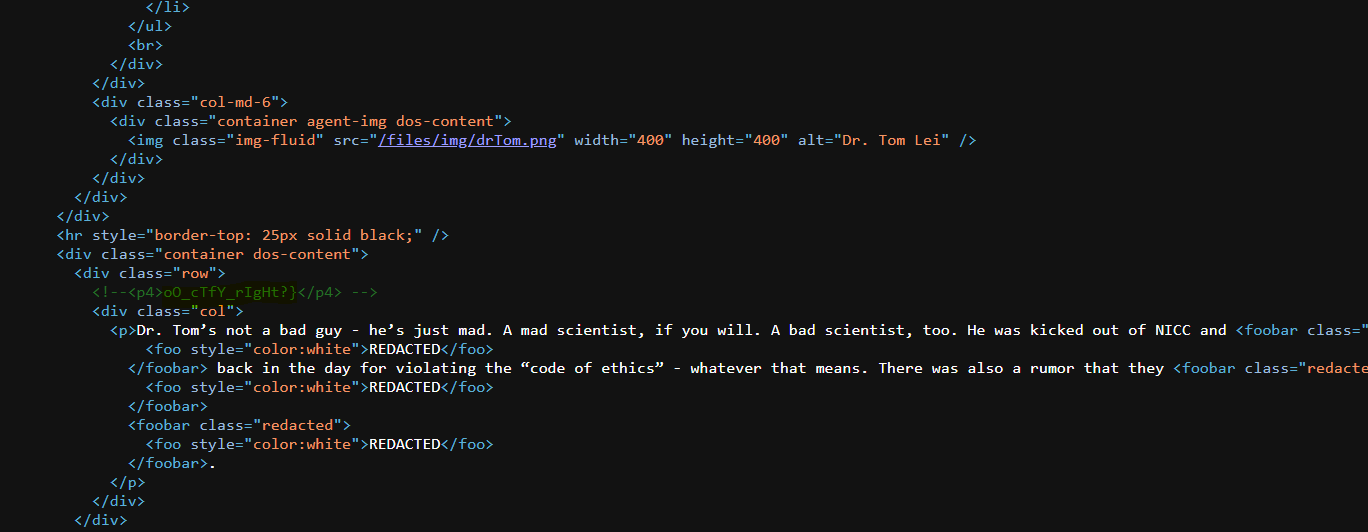 </li>
</ul>
<br>
</div>
</div>
<div class="col-md-6">
<div class="container agent-img dos-content">
<img class="img-fluid" src="/files/img/drTom.png" width="400" height="400" alt="Dr. Tom Lei" />
</div>
</div>
</div>
</div>
<hr style="border-top: 25px solid black;" />
<div class="container dos-content">
<div class="row">
<!--<p4>oO_cTfY_rIgHt?}</p4> -->
<div class="col">
<p>Dr. Tom’s not a bad guy - he’s just mad. A mad scientist, if you will. A bad scientist, too. He was kicked out of NICC and <foobar class="
<foo style="color:white">REDACTED</foo>
</foobar> back in the day for violating the “code of ethics” - whatever that means. There was also a rumor that they <foobar class="redacte
<foo style="color:white">REDACTED</foo>
</foobar>
<foobar class="redacted">
<foo style="color:white">REDACTED</foo>
</foobar>.
</p>
</div>
</div>